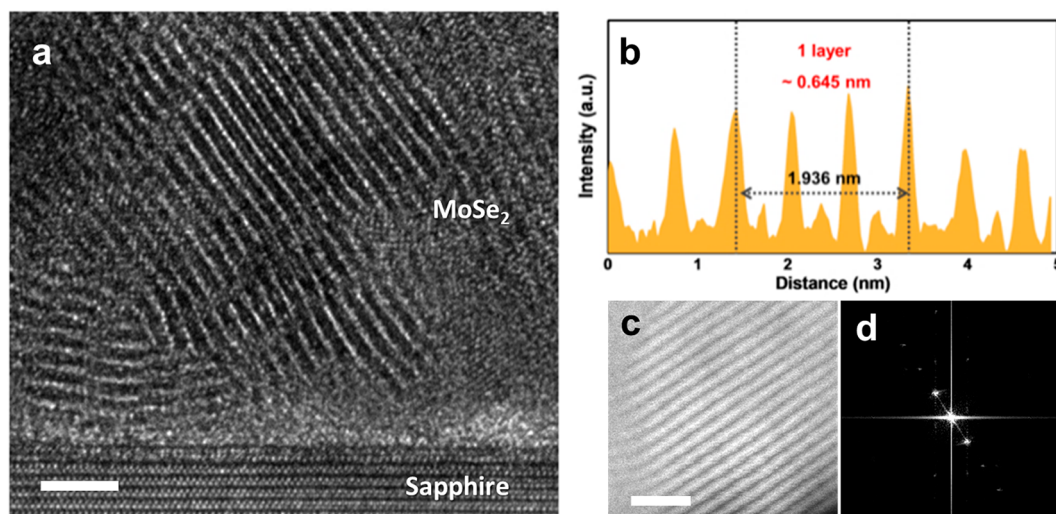 a
MoSe₂
Sapphire
b
1 layer
~ 0.645 nm
1.936 nm
Intensity (a.u.)
0 1 2 3 4 5
Distance (nm)
c
d